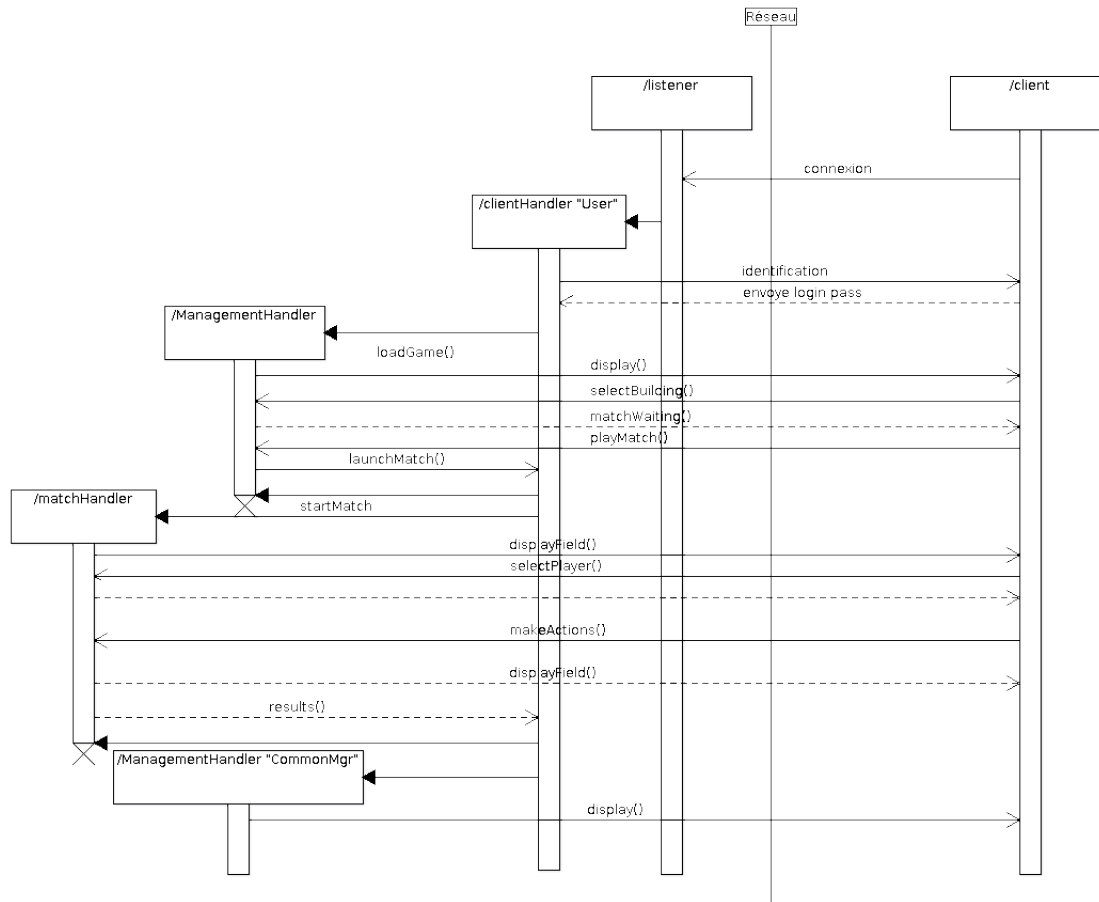 Réseau
/listener
/client
connexion
/clientHandler "User"
identification
envoye login pass
/ManagementHandler
loadGame()
display()
selectBuilding()
matchWaiting()
playMatch()
launchMatch()
/matchHandler
startMatch
displayField()
selectPlayer()
makeActions()
displayField()
results()
/ManagementHandler "CommonMgr"
display()